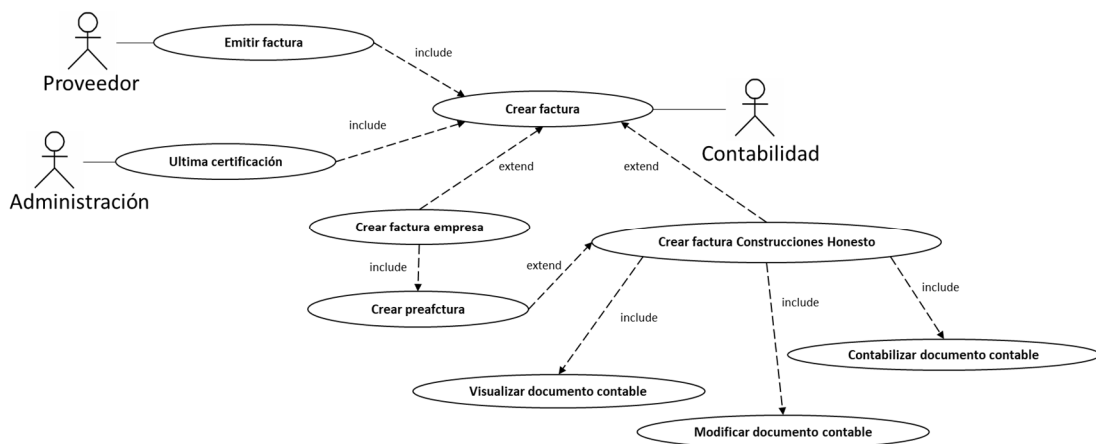 Emitir factura
include
Proveedor
Crear factura
include
Contabilidad
Ultima certificación
Administración
extend
extend
Crear factura empresa
Crear factura Construcciones Honesto
include
extend
Crear preafctura
include
include
include
Contabilizar documento contable
Visualizar documento contable
Modificar documento contable